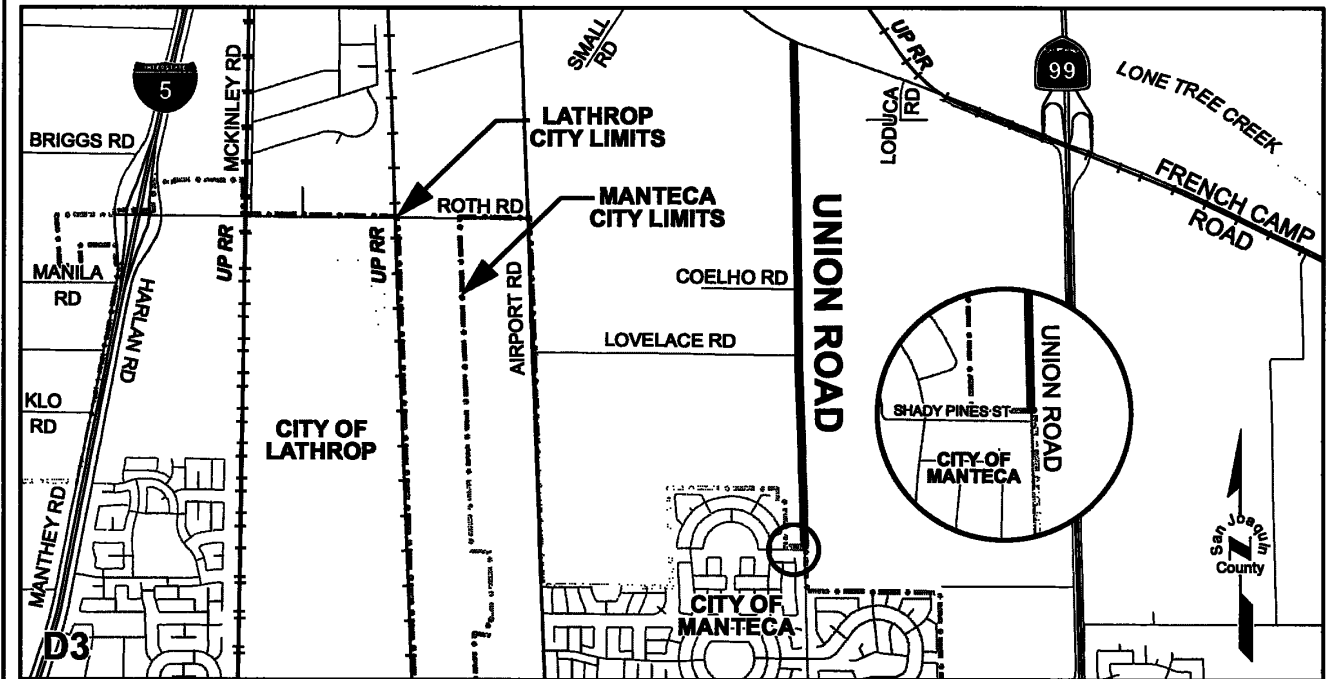 INTERSTATE
5
BRIGGS RD
MCKINLEY RD
SMALL
RD
UP RR
LODUCA
RD
99
LONE TREE CREEK
FRENCH CAMP
ROAD
LATHROP
CITY LIMITS
MANTECA
CITY LIMITS
ROTH RD
UP RR
UP RR
AIRPORT RD
MANILA
RD
HARLAN RD
COELHO RD
LOVELACE RD
UNION ROAD
KLO
RD
CITY OF
LATHROP
MANTHEY RD
D3
SHADY PINES ST
UNION ROAD
CITY OF
MANTECA
CITY OF
MANTECA
San Joaquin
County